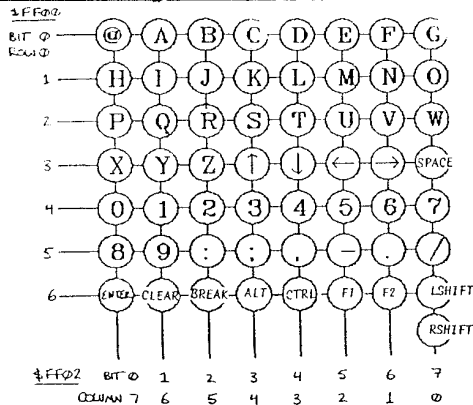 $FF00
BIT 0
ROW 0
@ A B C D E F G
1 H I J K L M N O
2 P Q R S T U V W
3 X Y Z ↑ ↓ ← → SPACE
4 0 1 2 3 4 5 6 7
5 8 9 : ; , - . /
6 ENTER CLEAR BREAK ALT CTRL F1 F2 LSHIFT
RSHIFT
$FF02 BIT 0 1 2 3 4 5 6 7
COLUMN 7 6 5 4 3 2 1 0